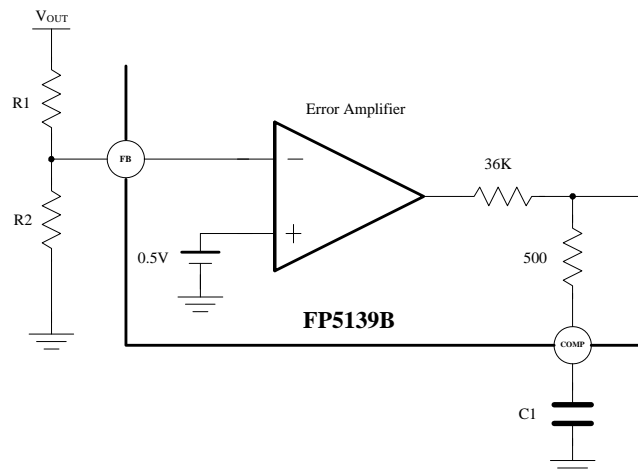 VOUT
R1
Error Amplifier
FB
36K
R2
0.5V
500
FP5139B
COMP
C1